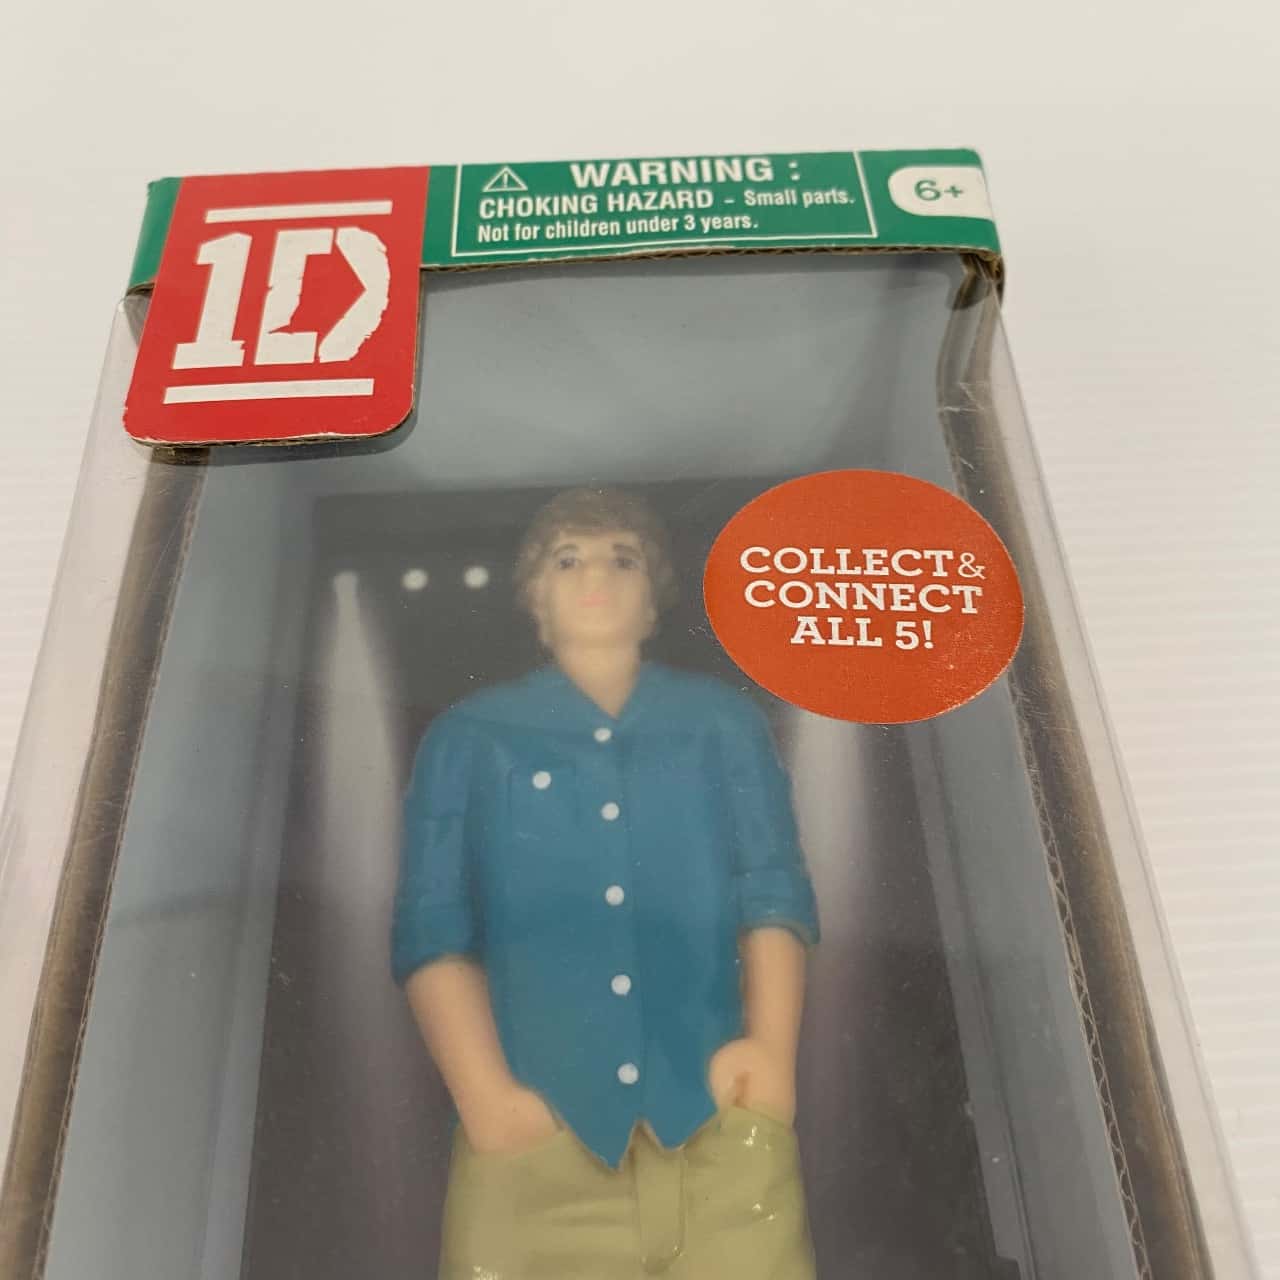 1D
WARNING :
CHOKING HAZARD - Small parts.
Not for children under 3 years.
6+
COLLECT &
CONNECT
ALL 5!